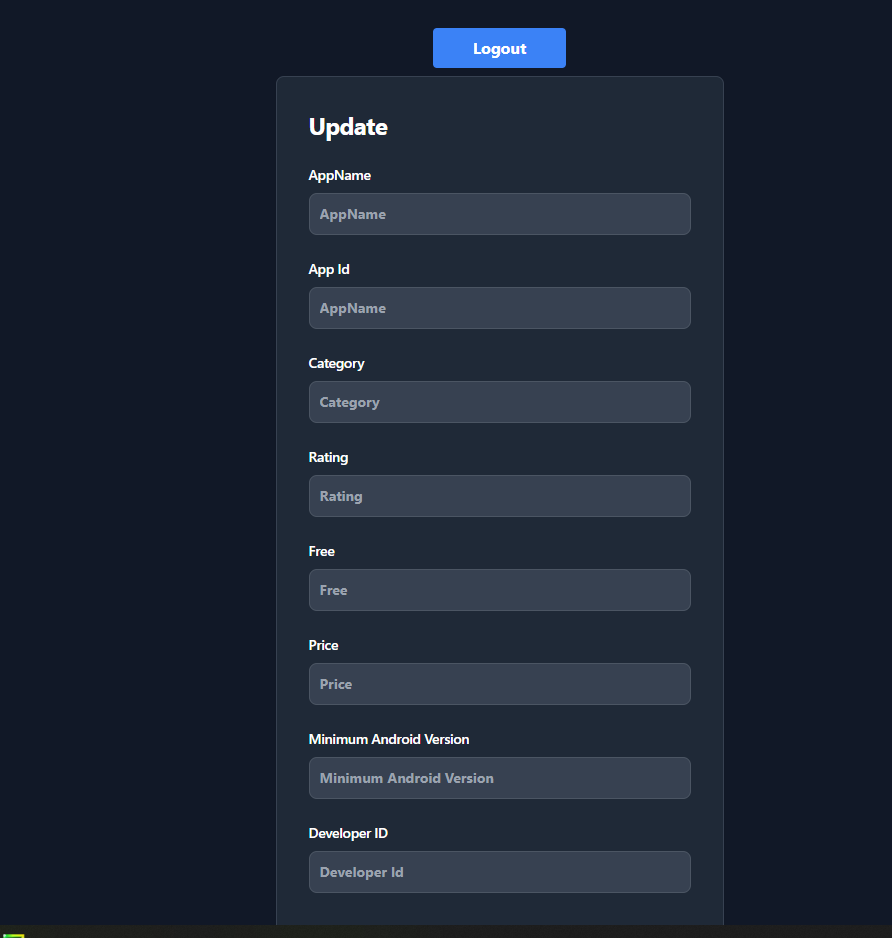 Logout
Update
AppName
AppName
App Id
AppName
Category
Category
Rating
Rating
Free
Free
Price
Price
Minimum Android Version
Minimum Android Version
Developer ID
Developer Id